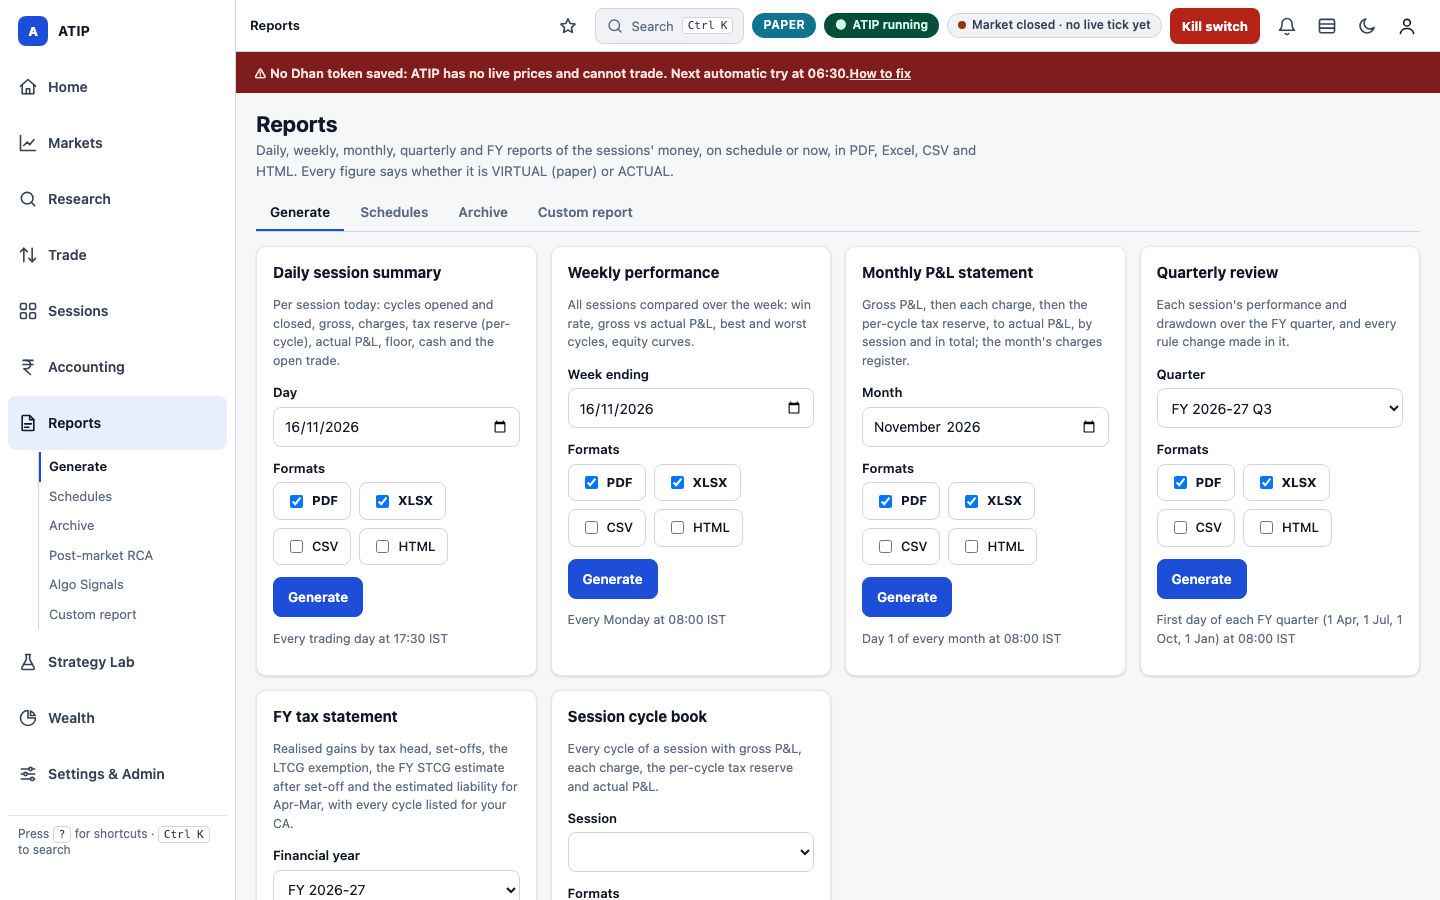 A ATIP
Home
Markets
Research
Trade
Sessions
Accounting
Reports
Generate
Schedules
Archive
Post-market RCA
Algo Signals
Custom report
Strategy Lab
Wealth
Settings & Admin
Press ? for shortcuts · Ctrl K
to search
Reports
Search Ctrl K
PAPER
ATIP running
Market closed · no live tick yet
Kill switch
⚠ No Dhan token saved: ATIP has no live prices and cannot trade. Next automatic try at 06:30.How to fix
Reports
Daily, weekly, monthly, quarterly and FY reports of the sessions' money, on schedule or now, in PDF, Excel, CSV and
HTML. Every figure says whether it is VIRTUAL (paper) or ACTUAL.
Generate Schedules Archive Custom report
Daily session summary
Per session today: cycles opened and
closed, gross, charges, tax reserve (per-
cycle), actual P&L, floor, cash and the
open trade.
Day
16/11/2026
Formats
PDF XLSX
CSV HTML
Generate
Every trading day at 17:30 IST
Weekly performance
All sessions compared over the week: win
rate, gross vs actual P&L, best and worst
cycles, equity curves.
Week ending
16/11/2026
Formats
PDF XLSX
CSV HTML
Generate
Every Monday at 08:00 IST
Monthly P&L statement
Gross P&L, then each charge, then the
per-cycle tax reserve, to actual P&L, by
session and in total; the month's charges
register.
Month
November 2026
Formats
PDF XLSX
CSV HTML
Generate
Day 1 of every month at 08:00 IST
Quarterly review
Each session's performance and
drawdown over the FY quarter, and every
rule change made in it.
Quarter
FY 2026-27 Q3
Formats
PDF XLSX
CSV HTML
Generate
First day of each FY quarter (1 Apr, 1 Jul, 1
Oct, 1 Jan) at 08:00 IST
FY tax statement
Realised gains by tax head, set-offs, the
LTCG exemption, the FY STCG estimate
after set-off and the estimated liability for
Apr-Mar, with every cycle listed for your
CA.
Financial year
FY 2026-27
Session cycle book
Every cycle of a session with gross P&L,
each charge, the per-cycle tax reserve
and actual P&L.
Session
Formats